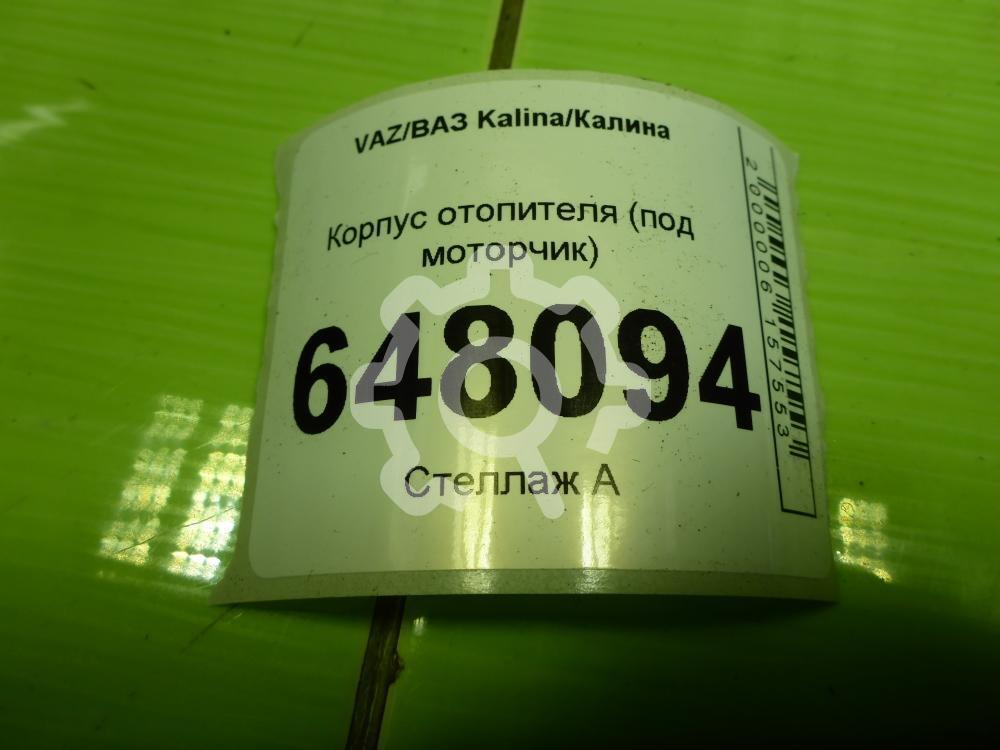 VAZ/ВАЗ Kalina/Калина
Корпус отопителя (под
моторчик)
648094
Стеллаж А
2000006157553